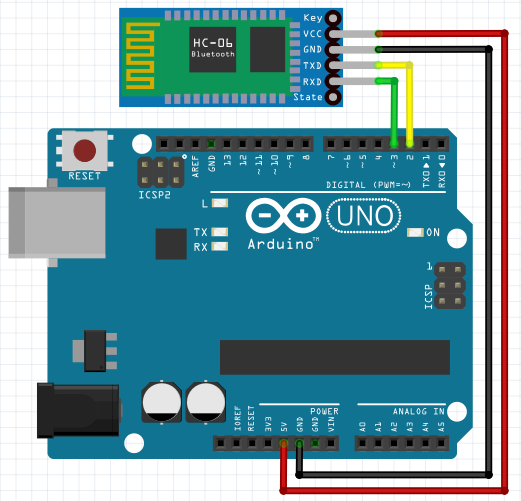 Key
VCC
GND
TXD
RXD
State
HC-06
Bluetooth
RESET
ICSP2
AREF
GND
13
12
~11
~10
~9
8
7
~6
~5
4
~3
2
TXO▶1
RXO◀0
DIGITAL (PWM=~)
L
TX
RX
UNO
Arduino™
ON
1
ICSP
POWER
ANALOG IN
IOREF
RESET
3V3
5V
GND
GND
VIN
A0
A1
A2
A3
A4
A5